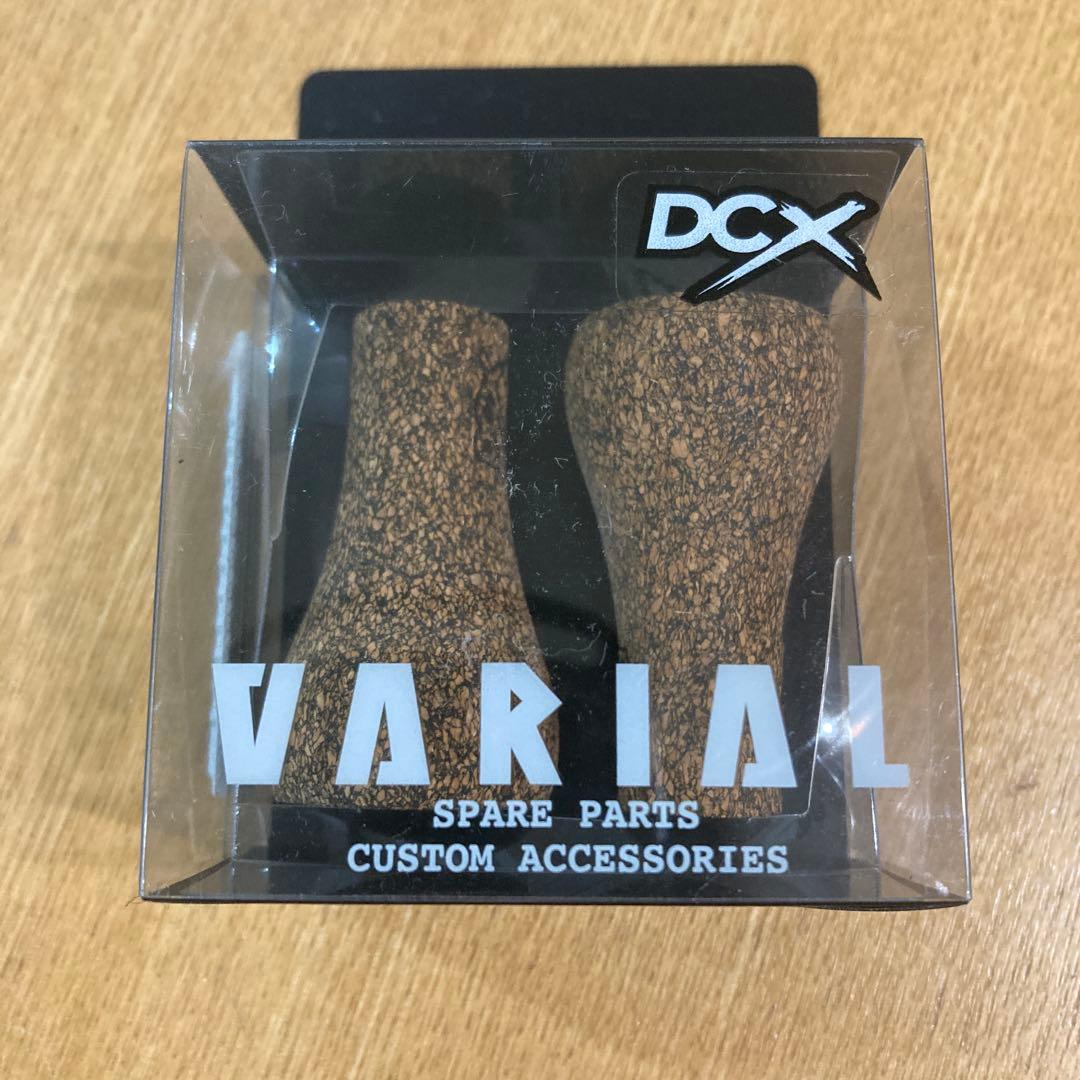 DCX
VARIAL
SPARE PARTS
CUSTOM ACCESSORIES